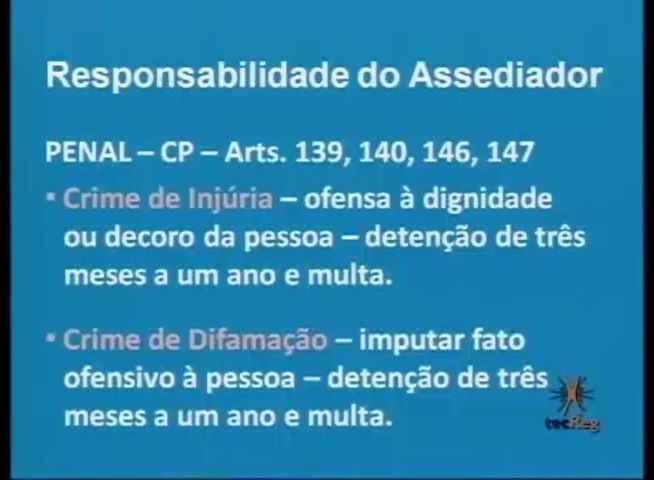 Responsabilidade do Assediador
PENAL – CP – Arts. 139, 140, 146, 147
▪ Crime de Injúria – ofensa à dignidade
ou decoro da pessoa – detenção de três
meses a um ano e multa.
▪ Crime de Difamação – imputar fato
ofensivo à pessoa – detenção de três
meses a um ano e multa.
tecReg